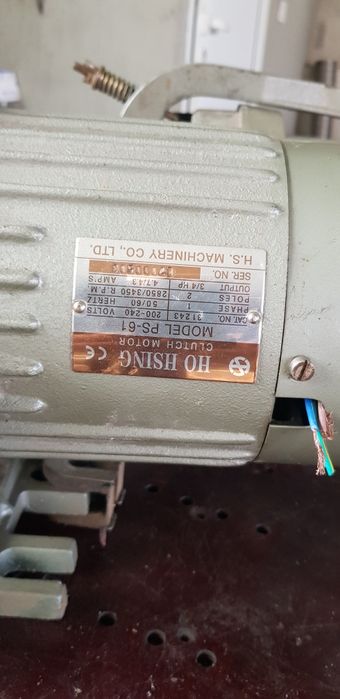 HO HSING CE
CLUTCH MOTOR
MODEL PS-61
CAT. NO. 31243 200-240 VOLTS
PHASE 1 50/60 HERTZ
POLES 2 2850/3450 R.P.M.
OUTPUT 3/4 HP 4.7/4.3 AMP'S
SER. NO.
H.S. MACHINERY CO., LTD.